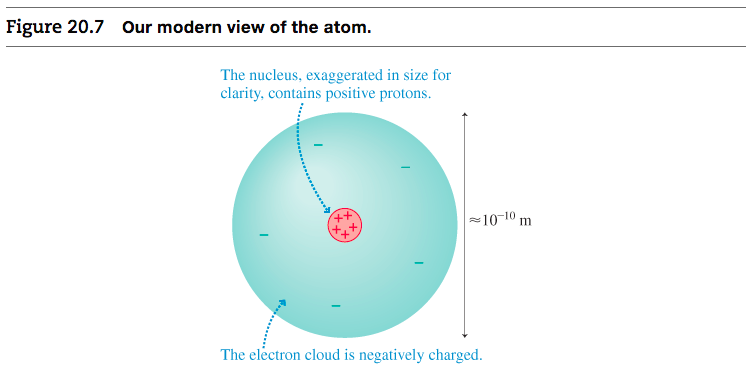 Figure 20.7 Our modern view of the atom.
The nucleus, exaggerated in size for
clarity, contains positive protons.
−
−
++
+ +
+
≈10⁻¹⁰ m
−
−
−
The electron cloud is negatively charged.